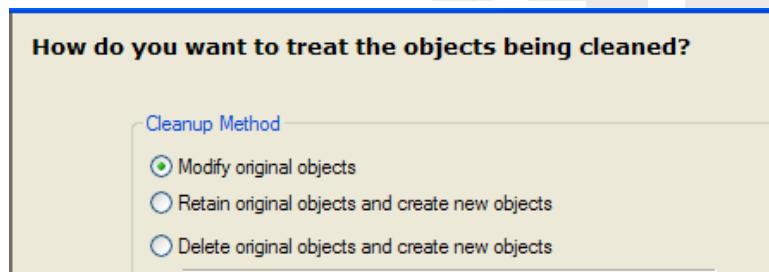 How do you want to treat the objects being cleaned?
Cleanup Method
Modify original objects
Retain original objects and create new objects
Delete original objects and create new objects